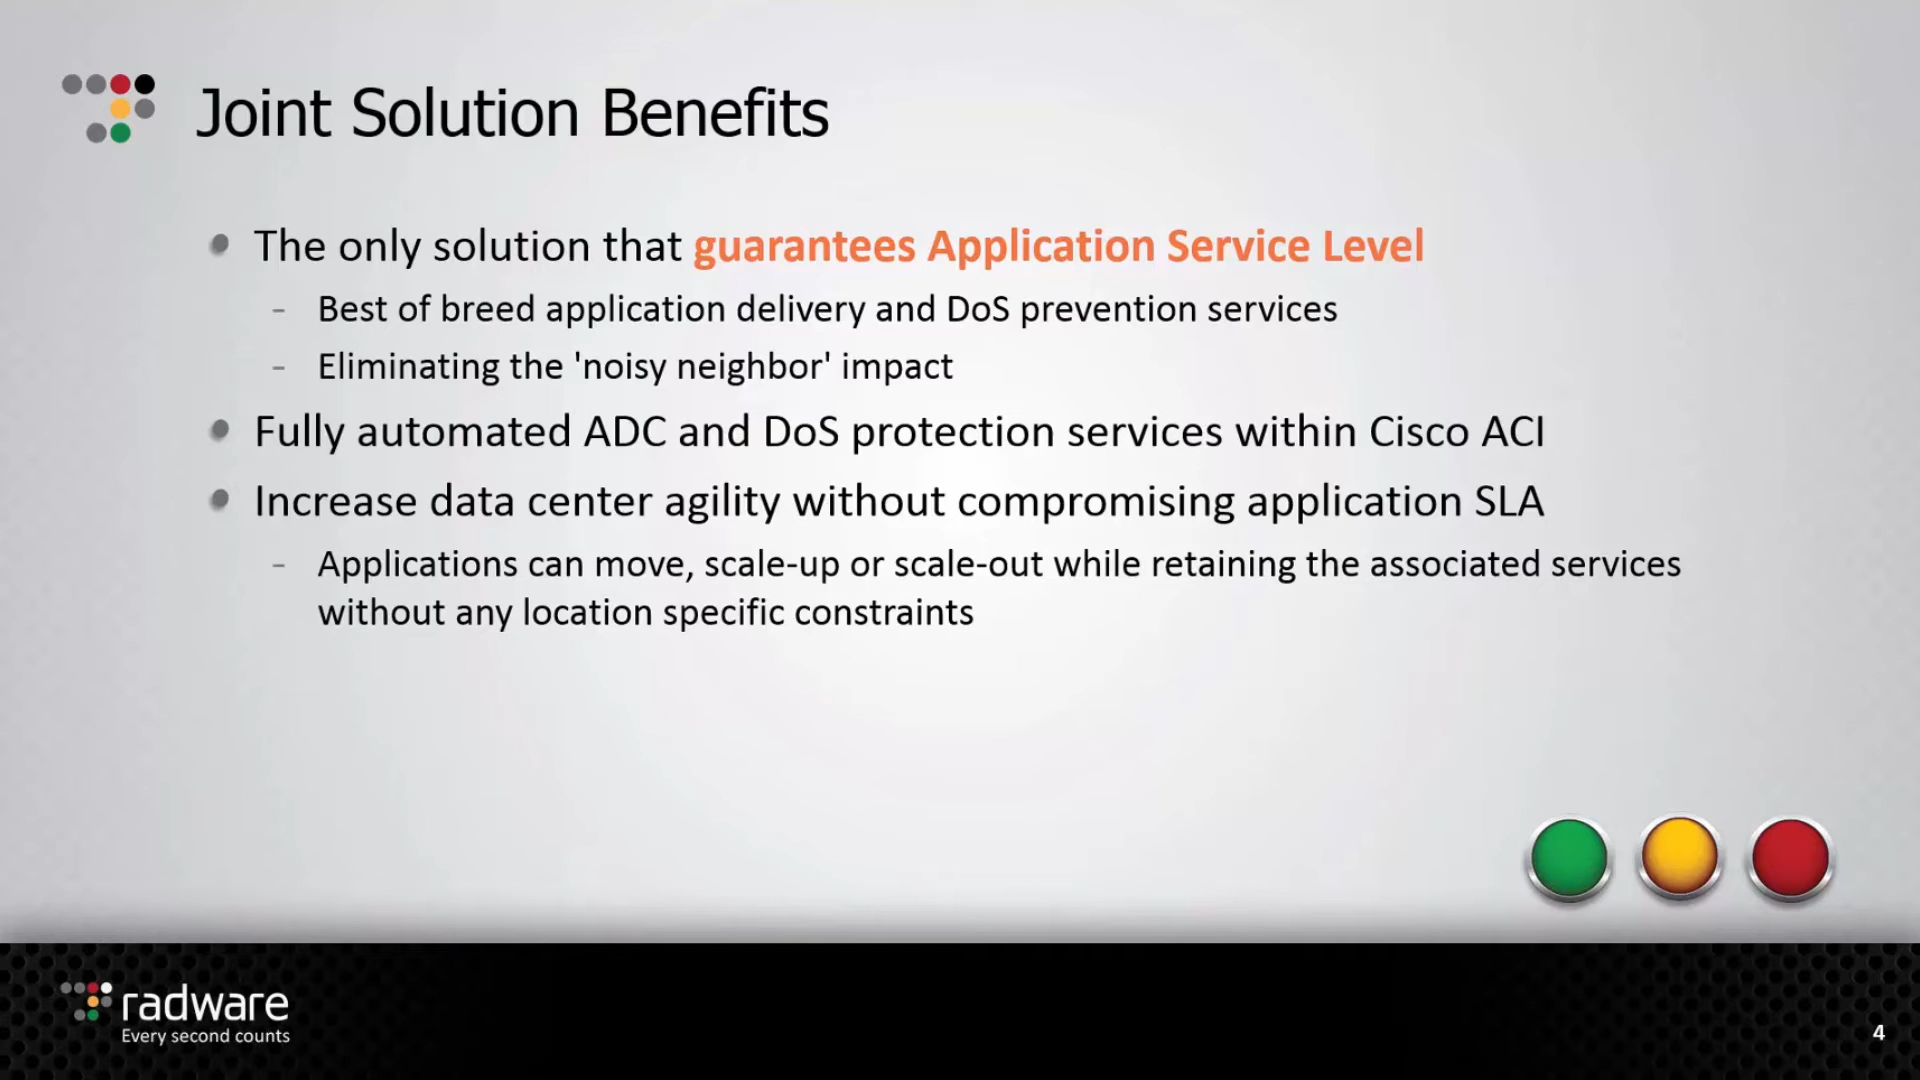 Joint Solution Benefits
The only solution that guarantees Application Service Level
- Best of breed application delivery and DoS prevention services
- Eliminating the 'noisy neighbor' impact
Fully automated ADC and DoS protection services within Cisco ACI
Increase data center agility without compromising application SLA
- Applications can move, scale-up or scale-out while retaining the associated services
without any location specific constraints
radware
Every second counts
4